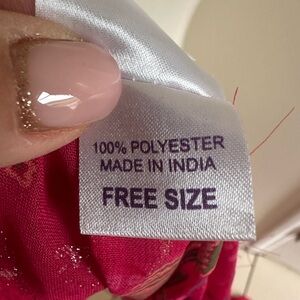 100% POLYESTER
MADE IN INDIA
FREE SIZE